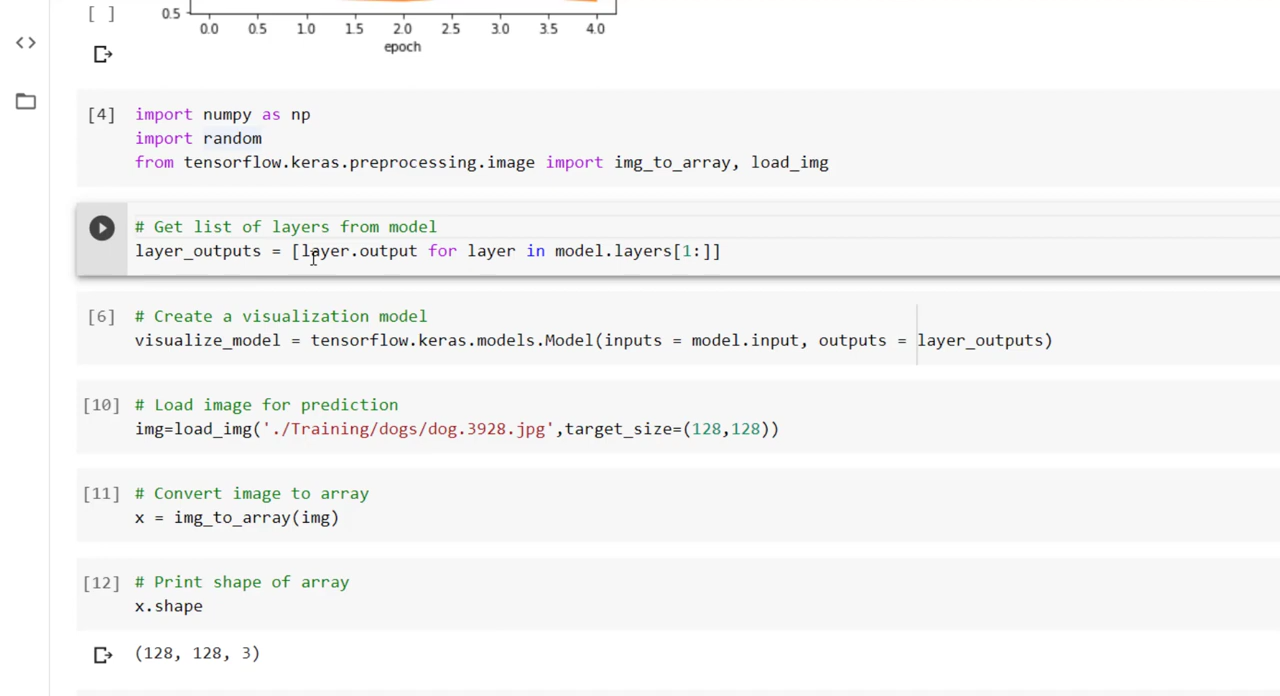 [ ]
0.5
0.0 0.5 1.0 1.5 2.0 2.5 3.0 3.5 4.0
epoch
[4] import numpy as np
import random
from tensorflow.keras.preprocessing.image import img_to_array, load_img
# Get list of layers from model
layer_outputs = [layer.output for layer in model.layers[1:]]
[6] # Create a visualization model
visualize_model = tensorflow.keras.models.Model(inputs = model.input, outputs = layer_outputs)
[10] # Load image for prediction
img=load_img('./Training/dogs/dog.3928.jpg',target_size=(128,128))
[11] # Convert image to array
x = img_to_array(img)
[12] # Print shape of array
x.shape
(128, 128, 3)